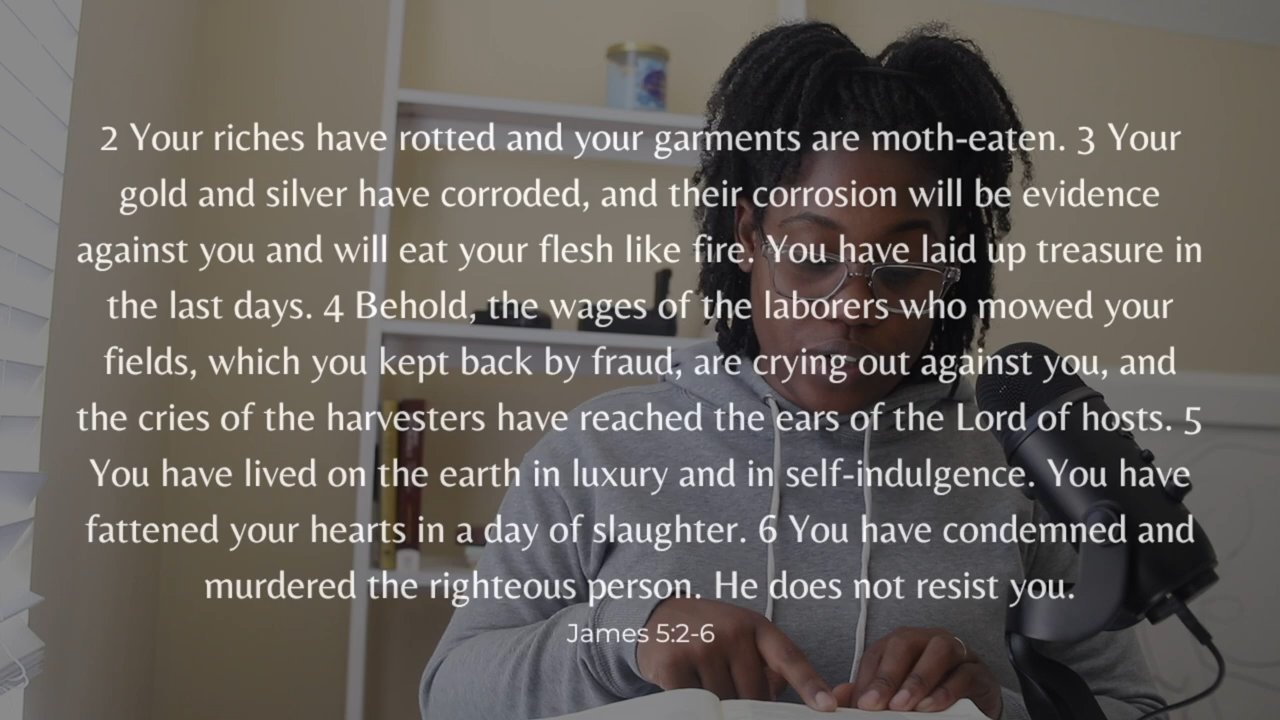 2 Your riches have rotted and your garments are moth-eaten. 3 Your
gold and silver have corroded, and their corrosion will be evidence
against you and will eat your flesh like fire. You have laid up treasure in
the last days. 4 Behold, the wages of the laborers who mowed your
fields, which you kept back by fraud, are crying out against you, and
the cries of the harvesters have reached the ears of the Lord of hosts. 5
You have lived on the earth in luxury and in self-indulgence. You have
fattened your hearts in a day of slaughter. 6 You have condemned and
murdered the righteous person. He does not resist you.
James 5:2-6